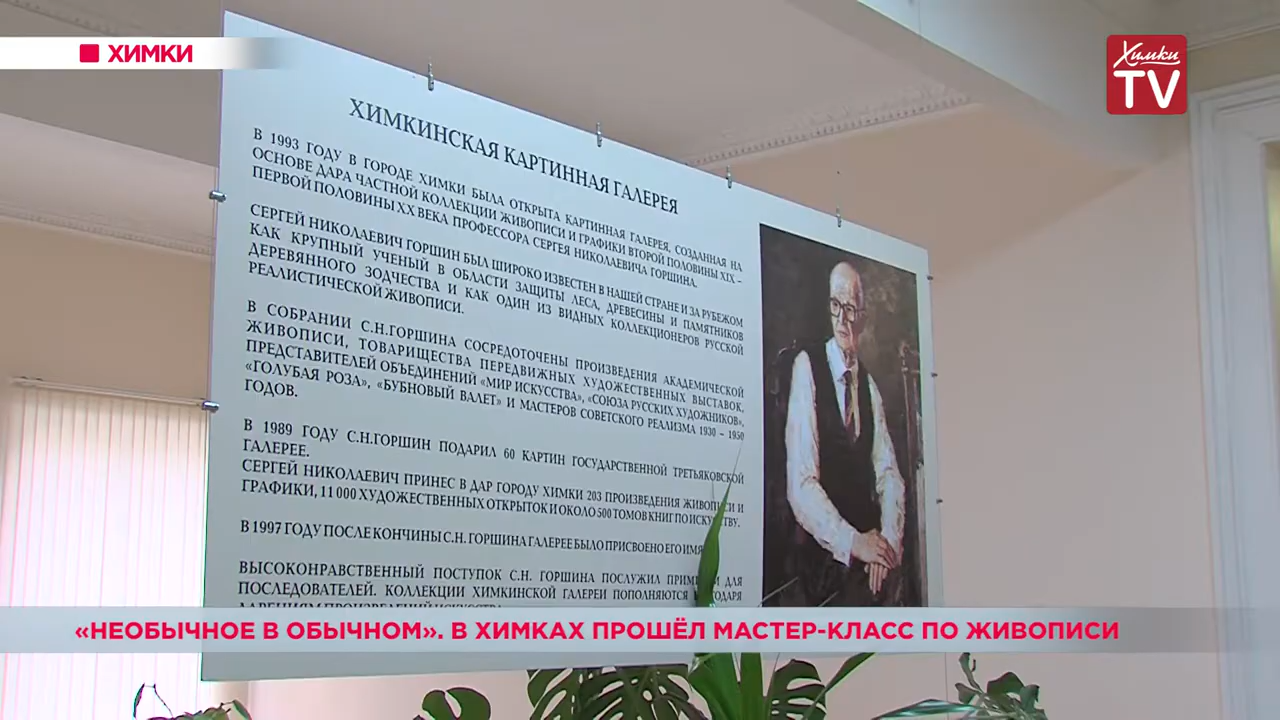 ХИМКИ
Химки
TV
ХИМКИНСКАЯ КАРТИННАЯ ГАЛЕРЕЯ
В 1993 ГОДУ В ГОРОДЕ ХИМКИ БЫЛА ОТКРЫТА КАРТИННАЯ ГАЛЕРЕЯ, СОЗДАННАЯ НА
ОСНОВЕ ДАРА ЧАСТНОЙ КОЛЛЕКЦИИ ЖИВОПИСИ И ГРАФИКИ ВТОРОЙ ПОЛОВИНЫ XIX –
ПЕРВОЙ ПОЛОВИНЫ XX ВЕКА ПРОФЕССОРА СЕРГЕЯ НИКОЛАЕВИЧА ГОРШИНА.
СЕРГЕЙ НИКОЛАЕВИЧ ГОРШИН БЫЛ ШИРОКО ИЗВЕСТЕН В НАШЕЙ СТРАНЕ И ЗА РУБЕЖОМ
КАК КРУПНЫЙ УЧЕНЫЙ В ОБЛАСТИ ЗАЩИТЫ ЛЕСА, ДРЕВЕСИНЫ И ПАМЯТНИКОВ
ДЕРЕВЯННОГО ЗОДЧЕСТВА И КАК ОДИН ИЗ ВИДНЫХ КОЛЛЕКЦИОНЕРОВ РУССКОЙ
РЕАЛИСТИЧЕСКОЙ ЖИВОПИСИ.
В СОБРАНИИ С.Н.ГОРШИНА СОСРЕДОТОЧЕНЫ ПРОИЗВЕДЕНИЯ АКАДЕМИЧЕСКОЙ
ЖИВОПИСИ, ТОВАРИЩЕСТВА ПЕРЕДВИЖНЫХ ХУДОЖЕСТВЕННЫХ ВЫСТАВОК,
ПРЕДСТАВИТЕЛЕЙ ОБЪЕДИНЕНИЙ «МИР ИСКУССТВА», «СОЮЗА РУССКИХ ХУДОЖНИКОВ»,
«ГОЛУБАЯ РОЗА», «БУБНОВЫЙ ВАЛЕТ» И МАСТЕРОВ СОВЕТСКОГО РЕАЛИЗМА 1930 – 1950
ГОДОВ.
В 1989 ГОДУ С.Н.ГОРШИН ПОДАРИЛ 60 КАРТИН ГОСУДАРСТВЕННОЙ ТРЕТЬЯКОВСКОЙ
ГАЛЕРЕЕ.
СЕРГЕЙ НИКОЛАЕВИЧ ПРИНЕС В ДАР ГОРОДУ ХИМКИ 203 ПРОИЗВЕДЕНИЯ ЖИВОПИСИ И
ГРАФИКИ, 11 000 ХУДОЖЕСТВЕННЫХ ОТКРЫТОК И ОКОЛО 500 ТОМОВ КНИГ ПО ИСКУССТВУ.
В 1997 ГОДУ ПОСЛЕ КОНЧИНЫ С.Н. ГОРШИНА ГАЛЕРЕЕ БЫЛО ПРИСВОЕНО ЕГО ИМЯ
ВЫСОКОНРАВСТВЕННЫЙ ПОСТУПОК С.Н. ГОРШИНА ПОСЛУЖИЛ ДЛЯ
ПОСЛЕДОВАТЕЛЕЙ. КОЛЛЕКЦИИ ХИМКИНСКОЙ ГАЛЕРЕИ ПОПОЛНЯЮТСЯ
«НЕОБЫЧНОЕ В ОБЫЧНОМ». В ХИМКАХ ПРОШЁЛ МАСТЕР-КЛАСС ПО ЖИВОПИСИ